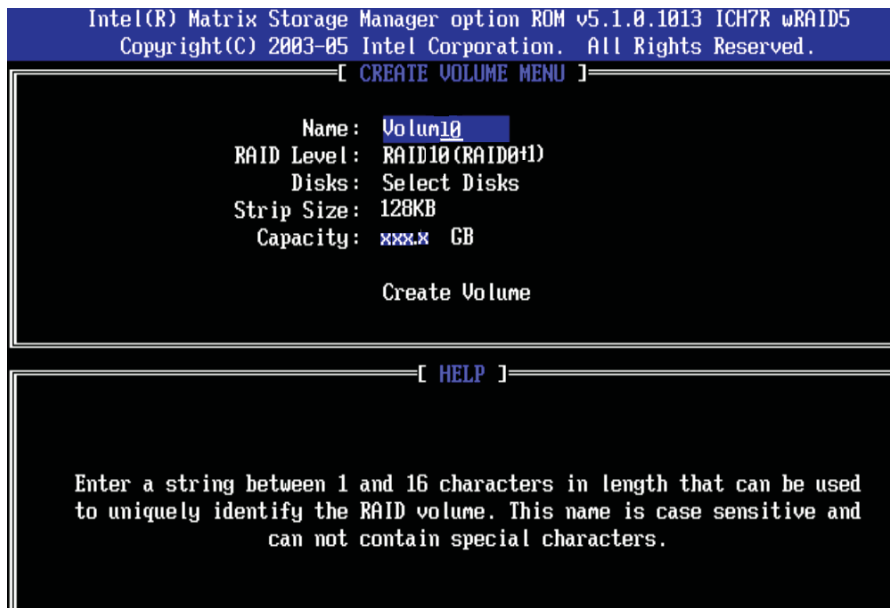 Intel(R) Matrix Storage Manager option ROM v5.1.0.1013 ICH7R wRAID5
Copyright(C) 2003-05 Intel Corporation. All Rights Reserved.
[ CREATE VOLUME MENU ]
Name: Volum10
RAID Level: RAID10(RAID0+1)
Disks: Select Disks
Strip Size: 128KB
Capacity: xxx.x GB
Create Volume
[ HELP ]
Enter a string between 1 and 16 characters in length that can be used
to uniquely identify the RAID volume. This name is case sensitive and
can not contain special characters.